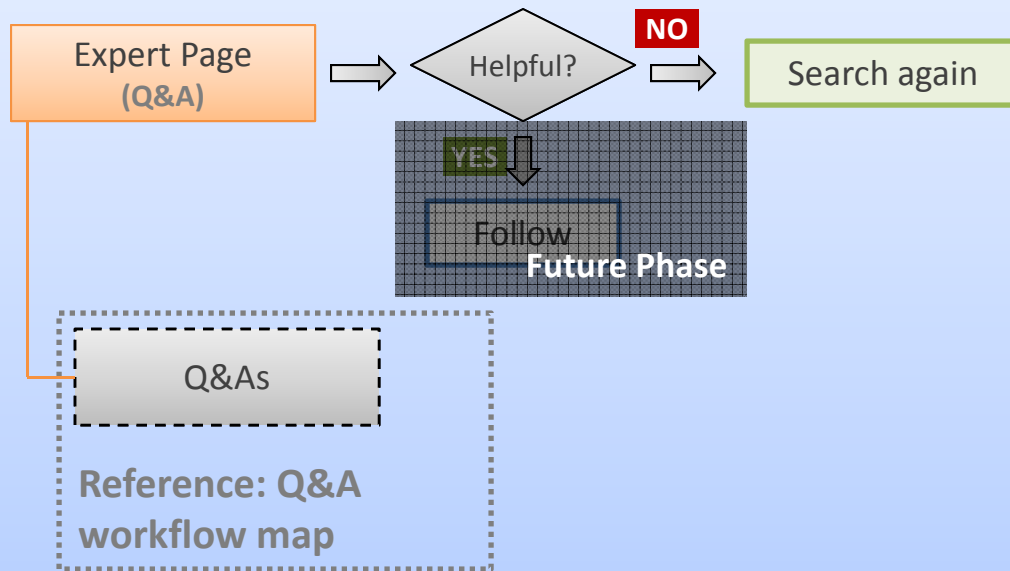 Expert Page
(Q&A)
Helpful?
NO
Search again
YES
Follow
Future Phase
Q&As
Reference: Q&A
workflow map